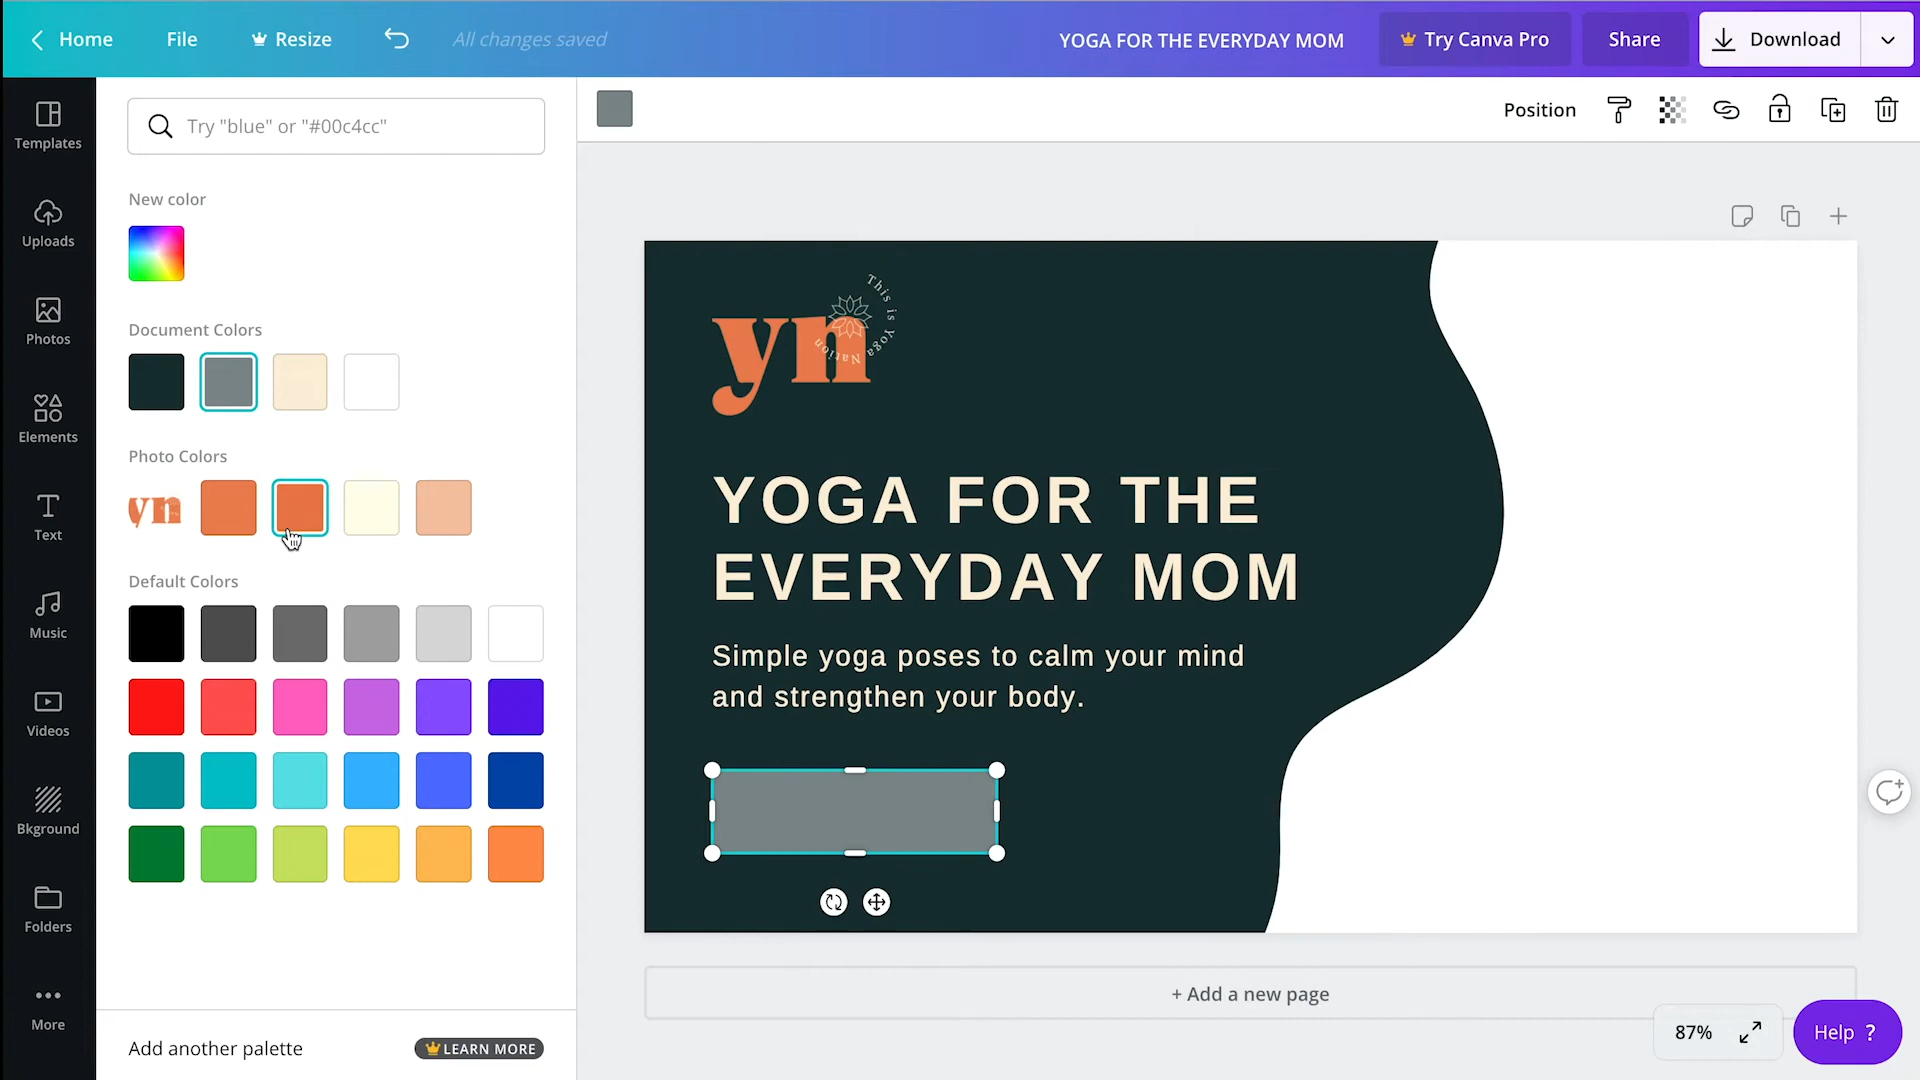 Home
File
Resize
All changes saved
YOGA FOR THE EVERYDAY MOM
Try Canva Pro
Share
Download
Templates
Uploads
Photos
Elements
Text
Music
Videos
Bkground
Folders
More
Try "blue" or "#00c4cc"
New color
Document Colors
Photo Colors
yn
Default Colors
Add another palette
LEARN MORE
Position
yn
This is Yoga Nation
YOGA FOR THE
EVERYDAY MOM
Simple yoga poses to calm your mind
and strengthen your body.
+ Add a new page
87%
Help ?